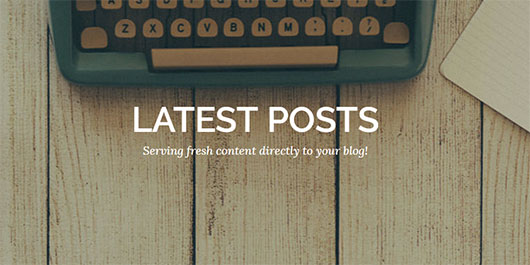 A S D F G H J K L
Z X C V B N M
LATEST POSTS
Serving fresh content directly to your blog!